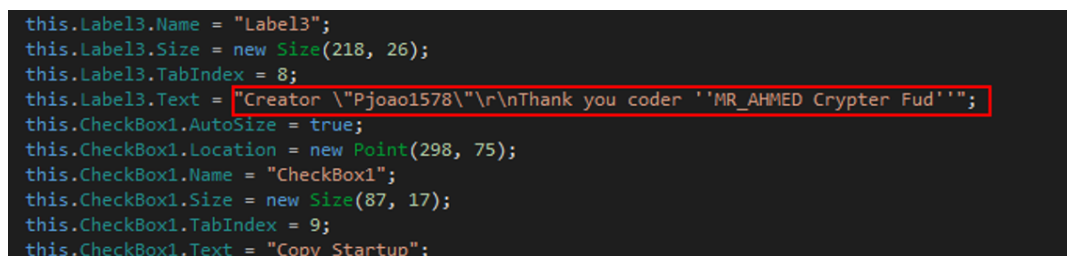 this.Label3.Name = "Label3";
this.Label3.Size = new Size(218, 26);
this.Label3.TabIndex = 8;
this.Label3.Text = "Creator \"Pjoao1578\"\r\nThank you coder ''MR_AHMED Crypter Fud''";
this.CheckBox1.AutoSize = true;
this.CheckBox1.Location = new Point(298, 75);
this.CheckBox1.Name = "CheckBox1";
this.CheckBox1.Size = new Size(87, 17);
this.CheckBox1.TabIndex = 9;
this.CheckBox1.Text = "Copy Startup";